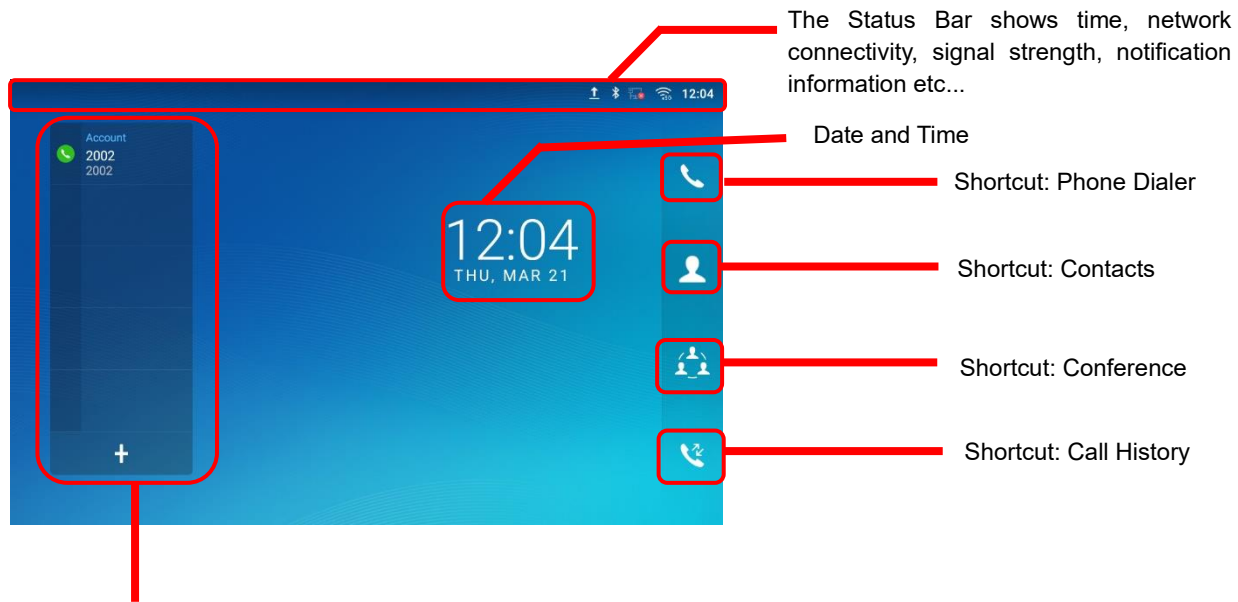 The Status Bar shows time, network
connectivity, signal strength, notification
information etc...
12:04
Account
2002
2002
Date and Time
Shortcut: Phone Dialer
12:04
THU, MAR 21
Shortcut: Contacts
Shortcut: Conference
Shortcut: Call History